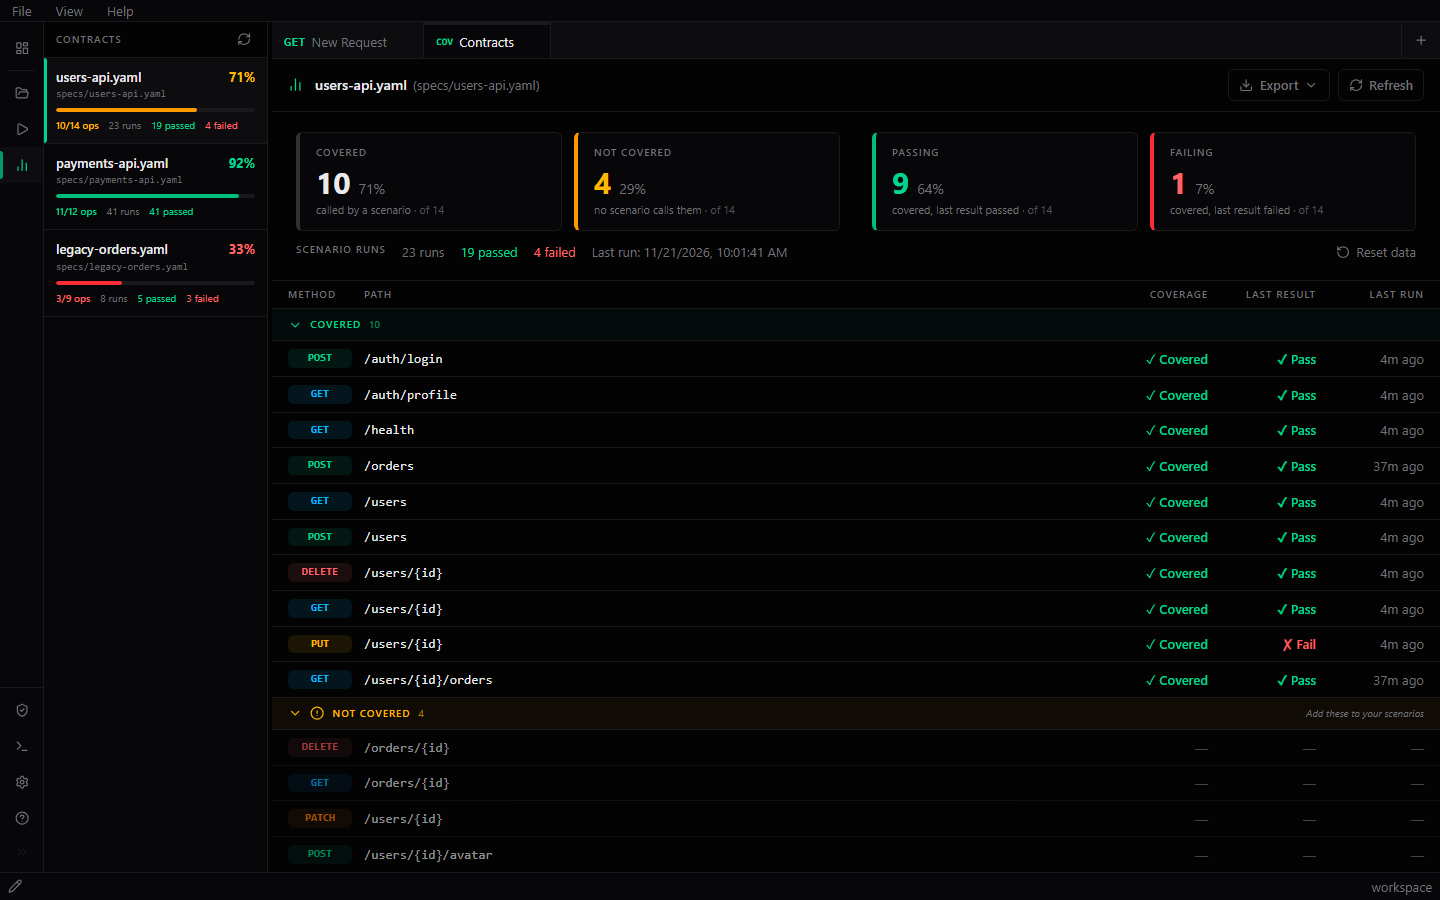 File View Help
CONTRACTS
users-api.yaml 71%
specs/users-api.yaml
10/14 ops 23 runs 19 passed 4 failed
payments-api.yaml 92%
specs/payments-api.yaml
11/12 ops 41 runs 41 passed
legacy-orders.yaml 33%
specs/legacy-orders.yaml
3/9 ops 8 runs 5 passed 3 failed
GET New Request COV Contracts
users-api.yaml (specs/users-api.yaml) Export Refresh
COVERED
10 71%
called by a scenario · of 14
NOT COVERED
4 29%
no scenario calls them · of 14
PASSING
9 64%
covered, last result passed · of 14
FAILING
1 7%
covered, last result failed · of 14
SCENARIO RUNS 23 runs 19 passed 4 failed Last run: 11/21/2026, 10:01:41 AM Reset data
METHOD PATH COVERAGE LAST RESULT LAST RUN
COVERED 10
POST /auth/login ✓ Covered ✓ Pass 4m ago
GET /auth/profile ✓ Covered ✓ Pass 4m ago
GET /health ✓ Covered ✓ Pass 4m ago
POST /orders ✓ Covered ✓ Pass 37m ago
GET /users ✓ Covered ✓ Pass 4m ago
POST /users ✓ Covered ✓ Pass 4m ago
DELETE /users/{id} ✓ Covered ✓ Pass 4m ago
GET /users/{id} ✓ Covered ✓ Pass 4m ago
PUT /users/{id} ✓ Covered ✗ Fail 4m ago
GET /users/{id}/orders ✓ Covered ✓ Pass 37m ago
NOT COVERED 4 Add these to your scenarios
DELETE /orders/{id} — — —
GET /orders/{id} — — —
PATCH /users/{id} — — —
POST /users/{id}/avatar — — —
workspace